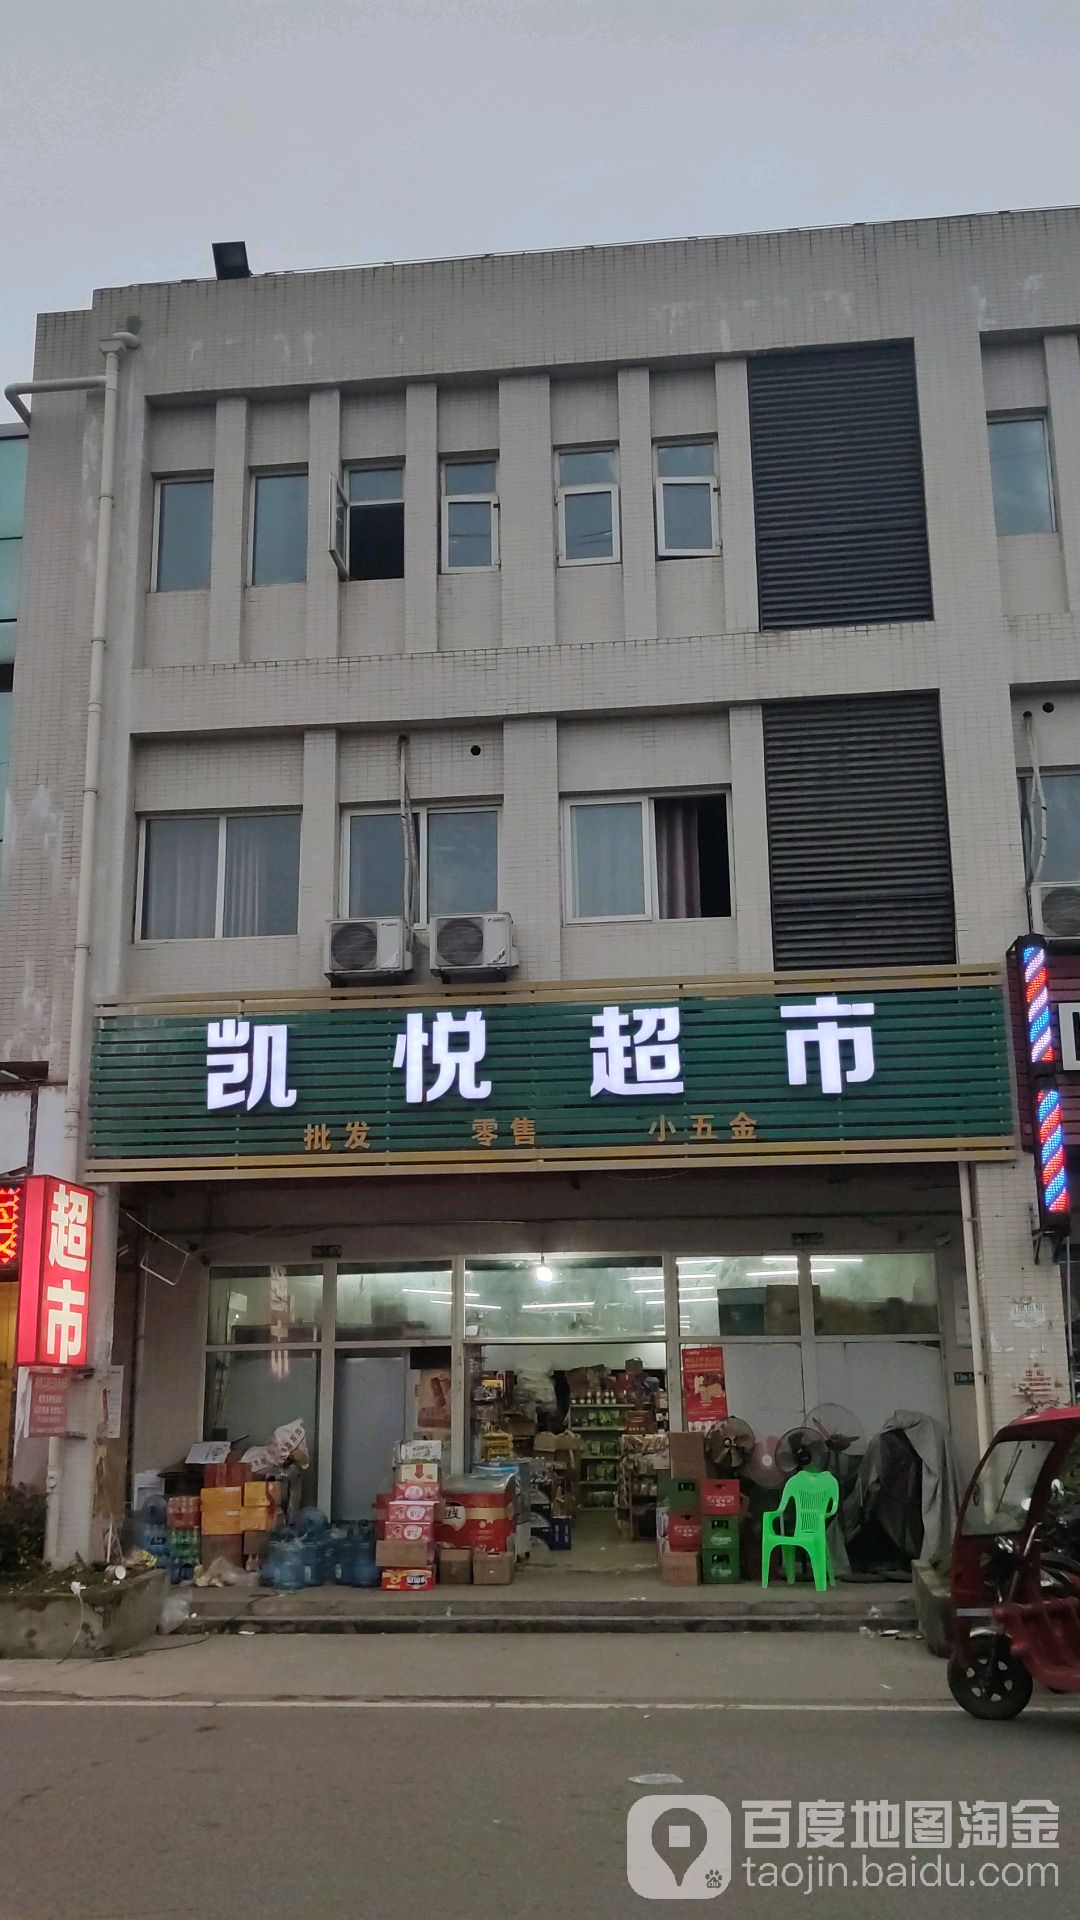 凯悦超市
批发 零售 小五金
超市
百度地图淘金
taojin.baidu.com
du